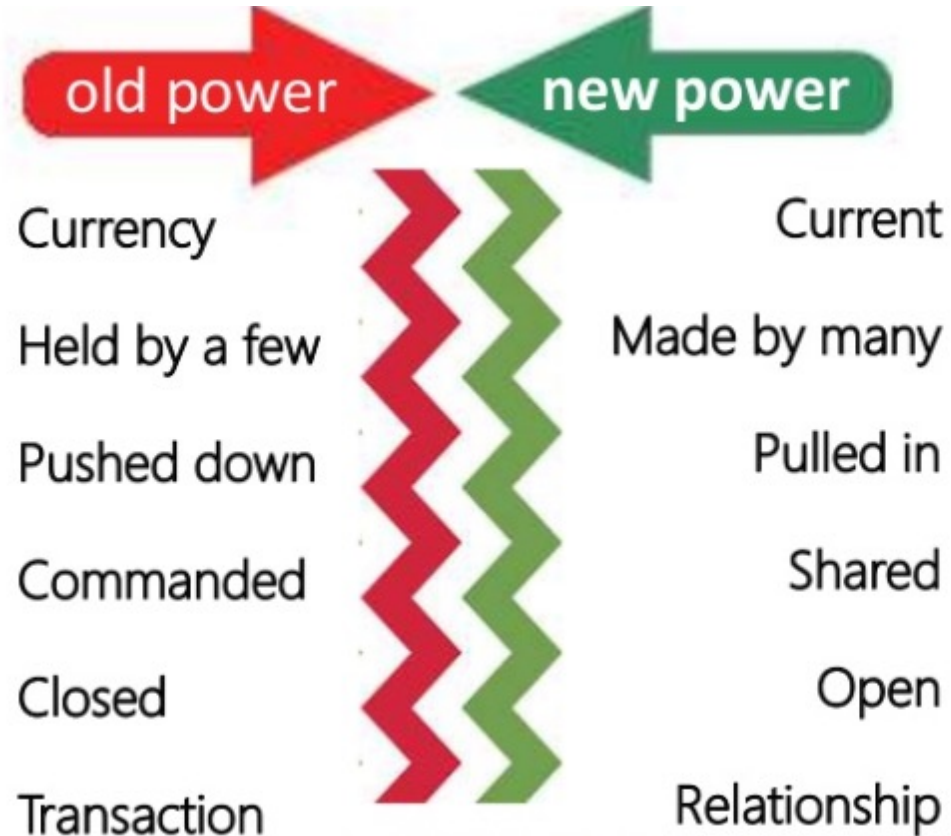 old power
new power
Currency
Current
Held by a few
Made by many
Pushed down
Pulled in
Commanded
Shared
Closed
Open
Transaction
Relationship